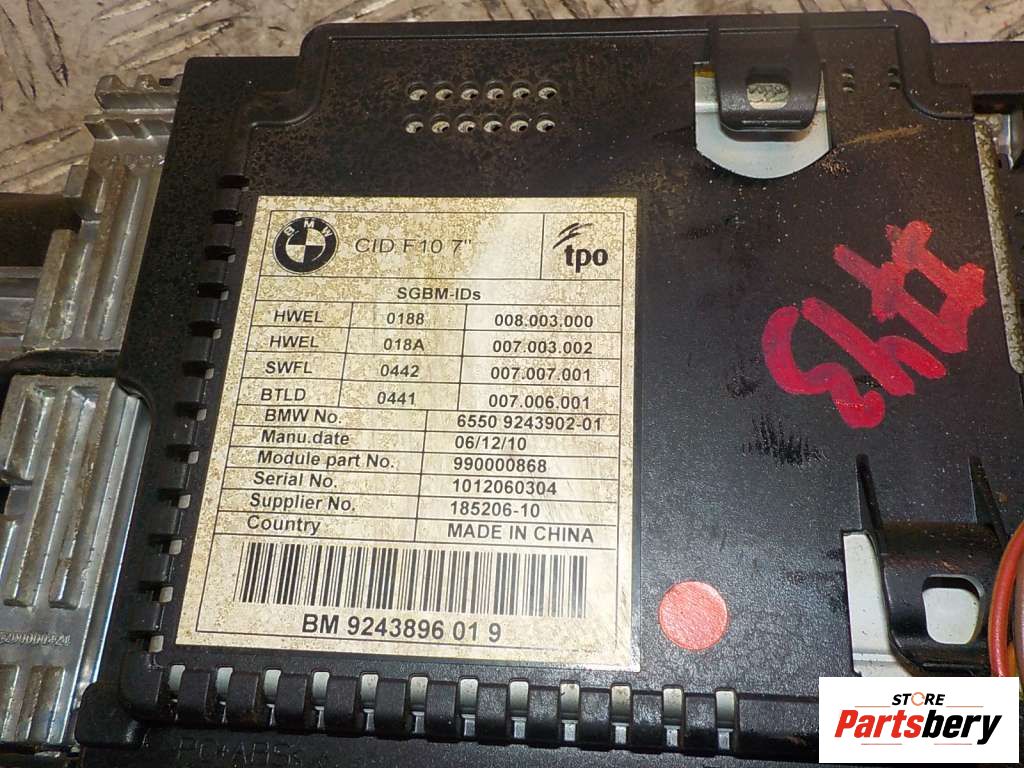 BMW
CID F10 7"
tpo
SGBM-IDs
HWEL 0188 008.003.000
HWEL 018A 007.003.002
SWFL 0442 007.007.001
BTLD 0441 007.006.001
BMW No. 6550 9243902-01
Manu.date 06/12/10
Module part No. 990000868
Serial No. 1012060304
Supplier No. 185206-10
Country MADE IN CHINA
BM 9243896 01 9
STORE
Partsbery